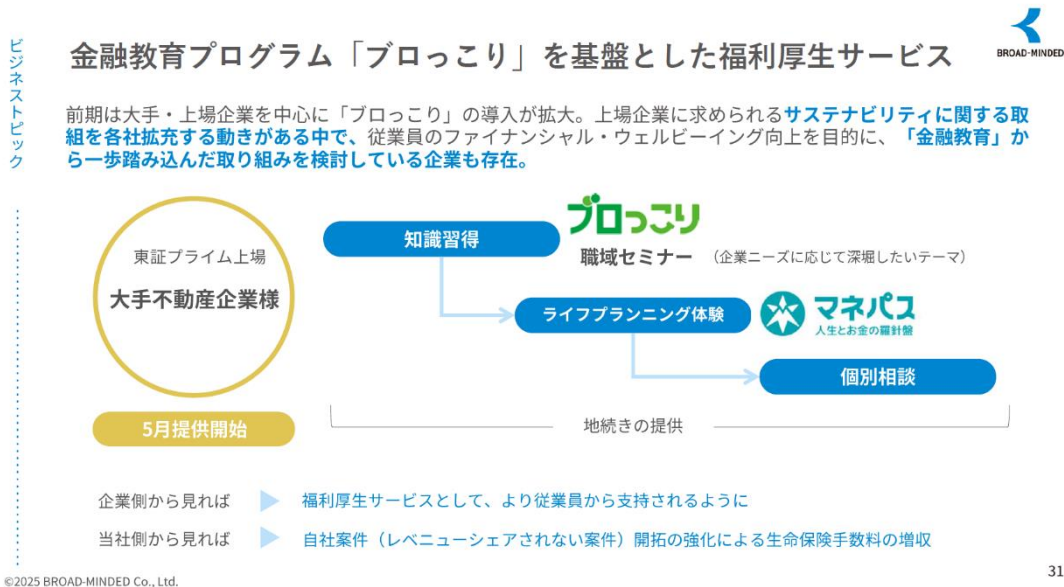 BROAD-MINDED
ビジネストピック
金融教育プログラム「ブロっこり」を基盤とした福利厚生サービス
前期は大手・上場企業を中心に「ブロっこり」の導入が拡大。上場企業に求められるサステナビリティに関する取
組を各社拡充する動きがある中で、従業員のファイナンシャル・ウェルビーイング向上を目的に、「金融教育」か
ら一歩踏み込んだ取り組みを検討している企業も存在。
東証プライム上場
大手不動産企業様
5月提供開始
知識習得
ブロっこり
職域セミナー （企業ニーズに応じて深堀したいテーマ）
ライフプランニング体験
マネパス
人生とお金の羅針盤
個別相談
地続きの提供
企業側から見れば 福利厚生サービスとして、より従業員から支持されるように
当社側から見れば 自社案件（レベニューシェアされない案件）開拓の強化による生命保険手数料の増収
©2025 BROAD-MINDED Co., Ltd.
31